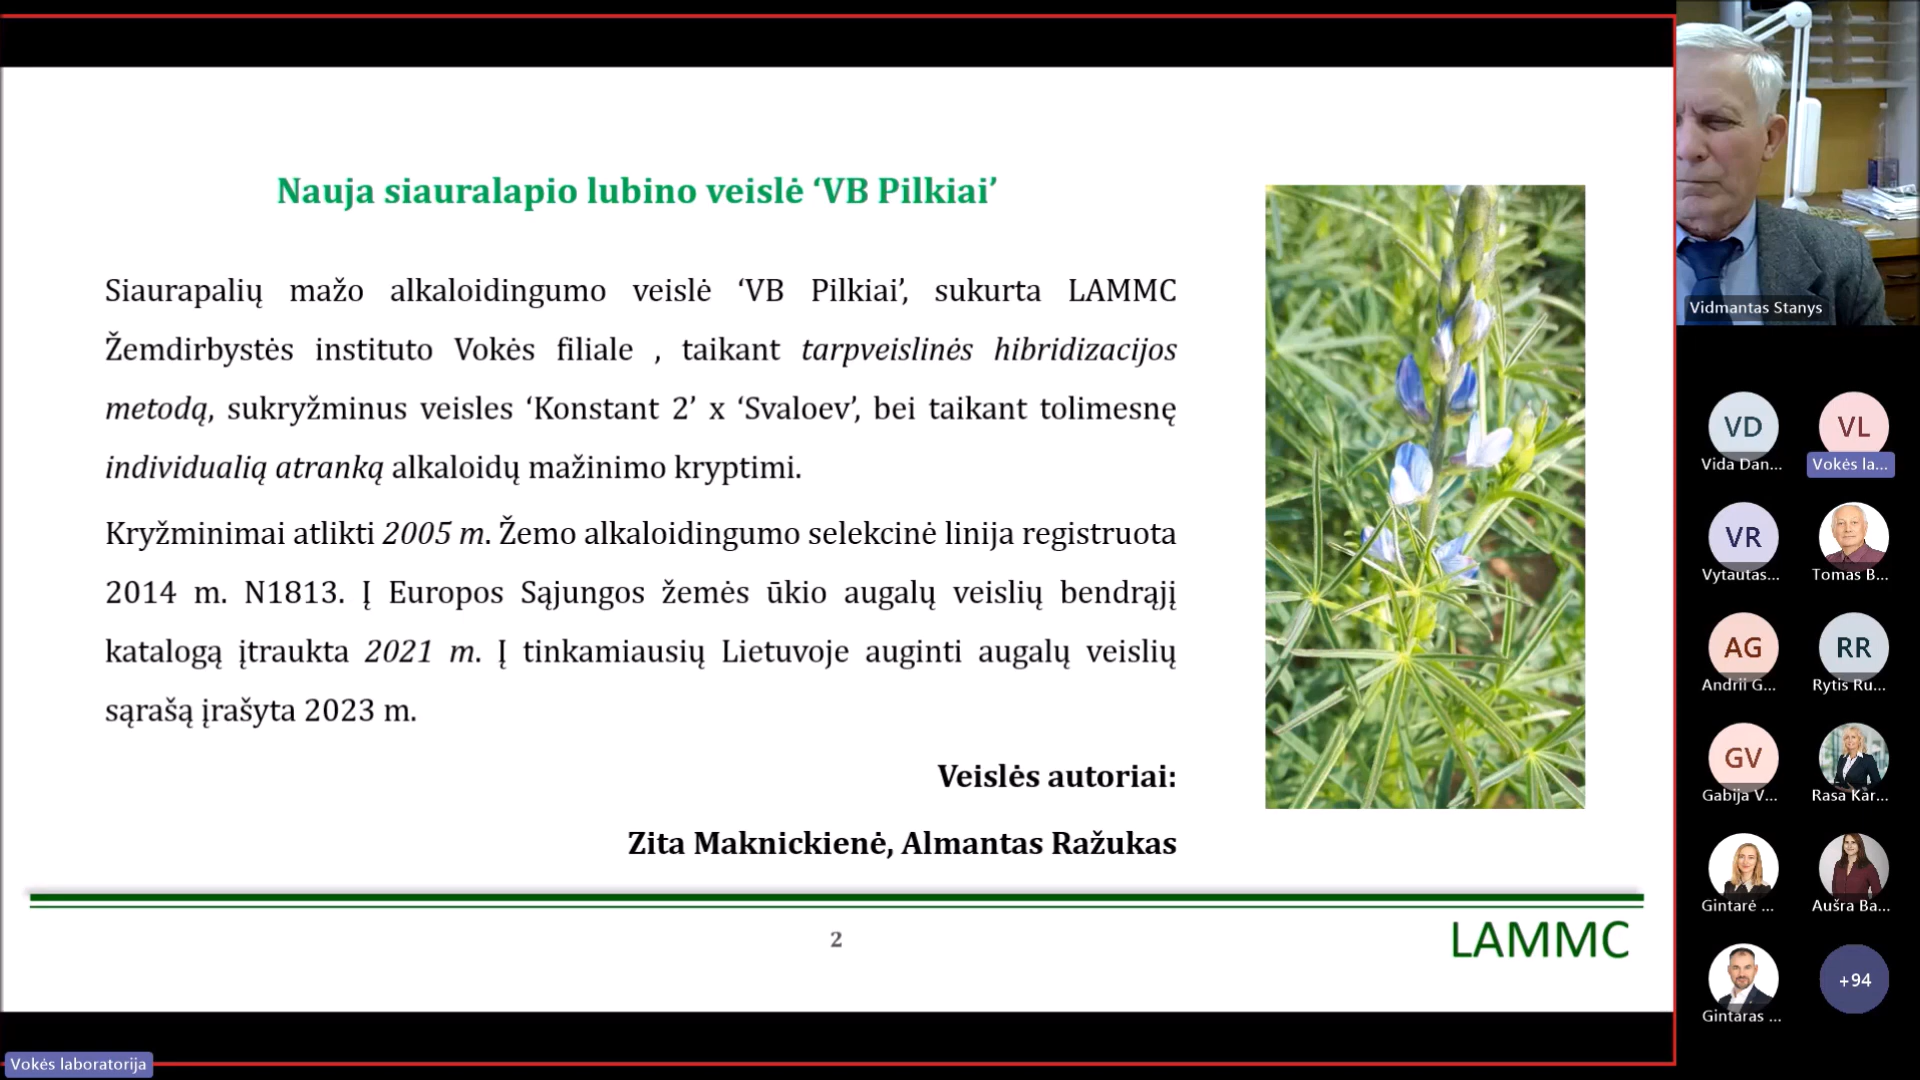 Nauja siauralapio lubino veislė ‘VB Pilkiai’
Siaurapalių mažo alkaloidingumo veislė ‘VB Pilkiai’, sukurta LAMMC
Žemdirbystės instituto Vokės filiale , taikant tarpveislinės hibridizacijos
metodą, sukryžminus veisles ‘Konstant 2’ x ‘Svaloev’, bei taikant tolimesnę
individualią atranką alkaloidų mažinimo kryptimi.
Kryžminimai atlikti 2005 m. Žemo alkaloidingumo selekcinė linija registruota
2014 m. N1813. Į Europos Sąjungos žemės ūkio augalų veislių bendrąjį
katalogą įtraukta 2021 m. Į tinkamiausių Lietuvoje auginti augalų veislių
sąrašą įrašyta 2023 m.
Veislės autoriai:
Zita Maknickienė, Almantas Ražukas
2
LAMMC
Vokės laboratorija
Vidmantas Stanys
VD
Vida Dan...
VL
Vokės la...
VR
Vytautas...
Tomas B...
AG
Andrii G...
RR
Rytis Ru...
GV
Gabija V...
Rasa Kar...
Gintarė ...
Aušra Ba...
Gintaras ...
+94